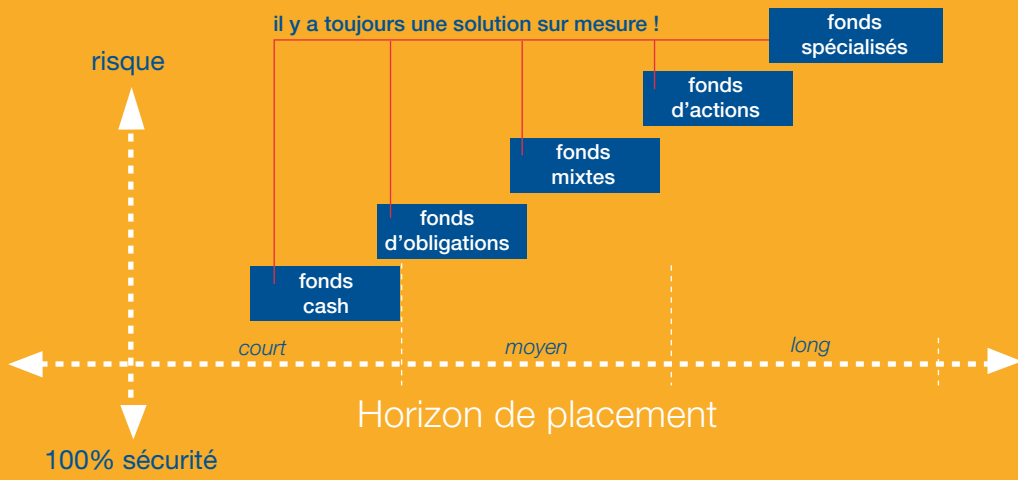 il y a toujours une solution sur mesure !
fonds
spécialisés
risque
fonds
d'actions
fonds
mixtes
fonds
d'obligations
fonds
cash
court
moyen
long
Horizon de placement
100% sécurité